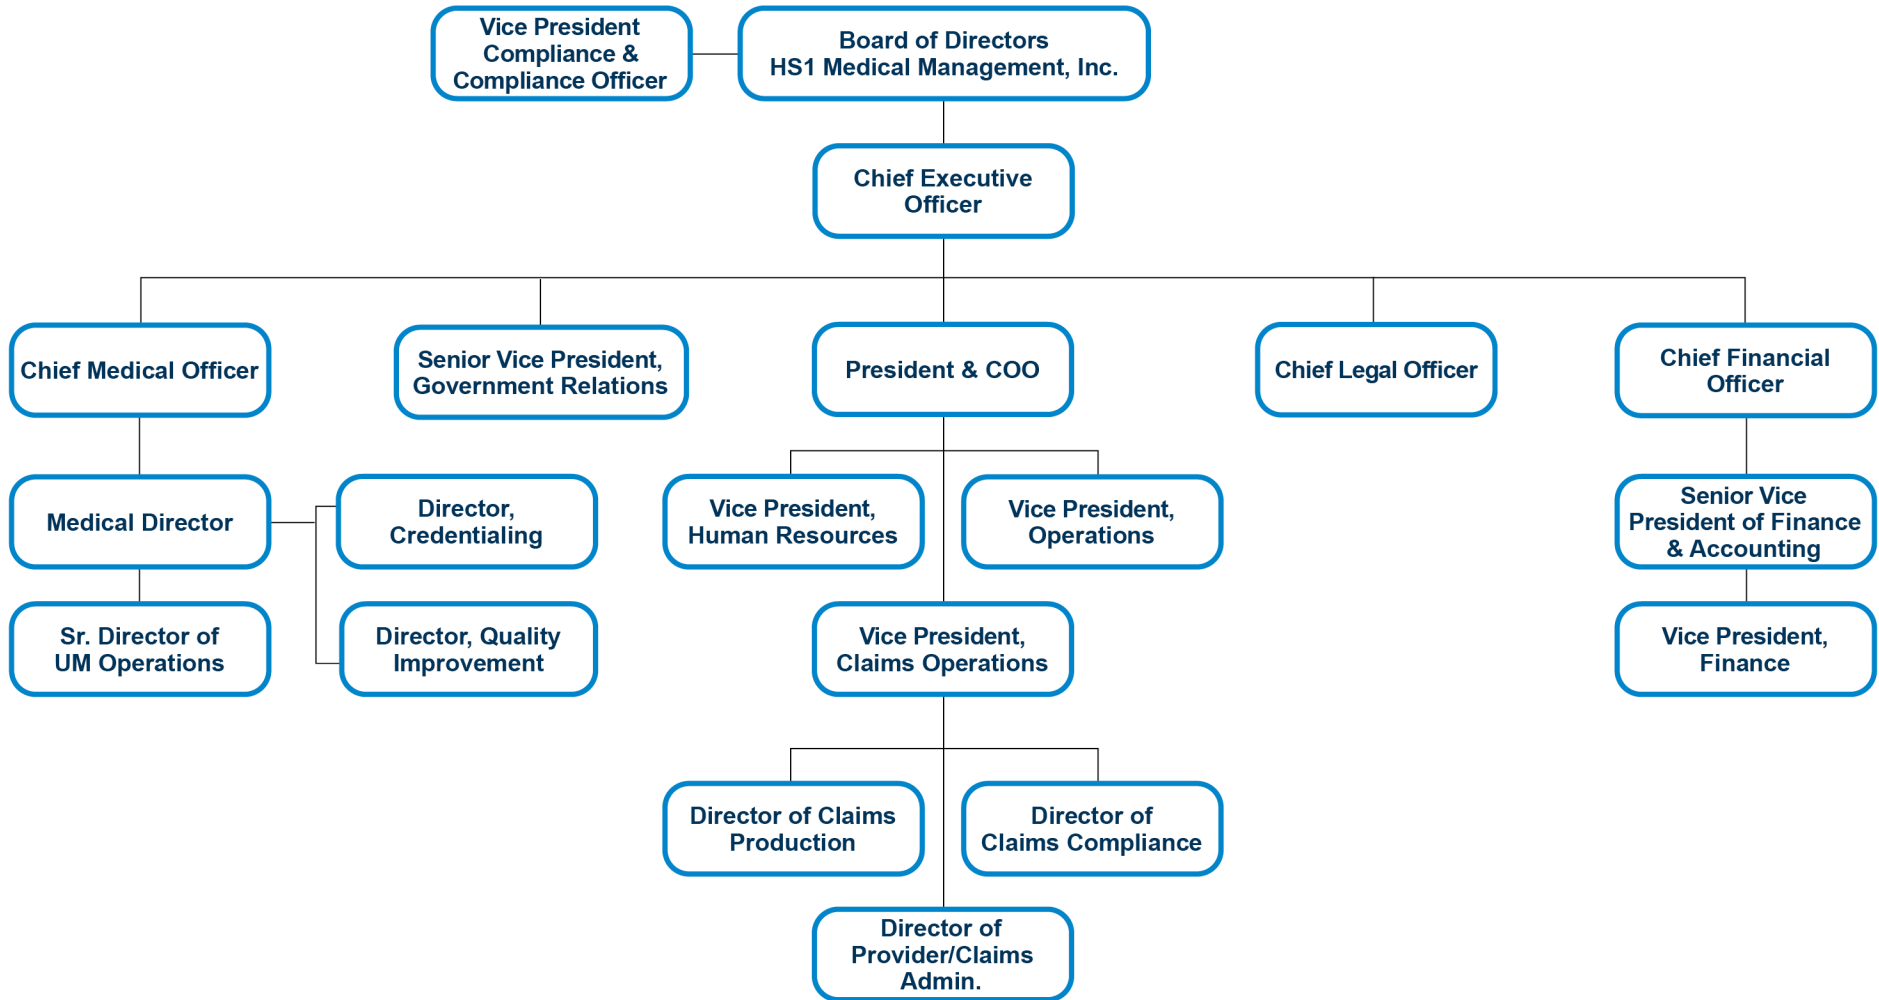 Vice President
Compliance &
Compliance Officer
Board of Directors
HS1 Medical Management, Inc.
Chief Executive
Officer
Chief Medical Officer
Senior Vice President,
Government Relations
President & COO
Chief Legal Officer
Chief Financial
Officer
Medical Director
Director,
Credentialing
Vice President,
Human Resources
Vice President,
Operations
Senior Vice
President of Finance
& Accounting
Sr. Director of
UM Operations
Director, Quality
Improvement
Vice President,
Claims Operations
Vice President,
Finance
Director of Claims
Production
Director of
Claims Compliance
Director of
Provider/Claims
Admin.